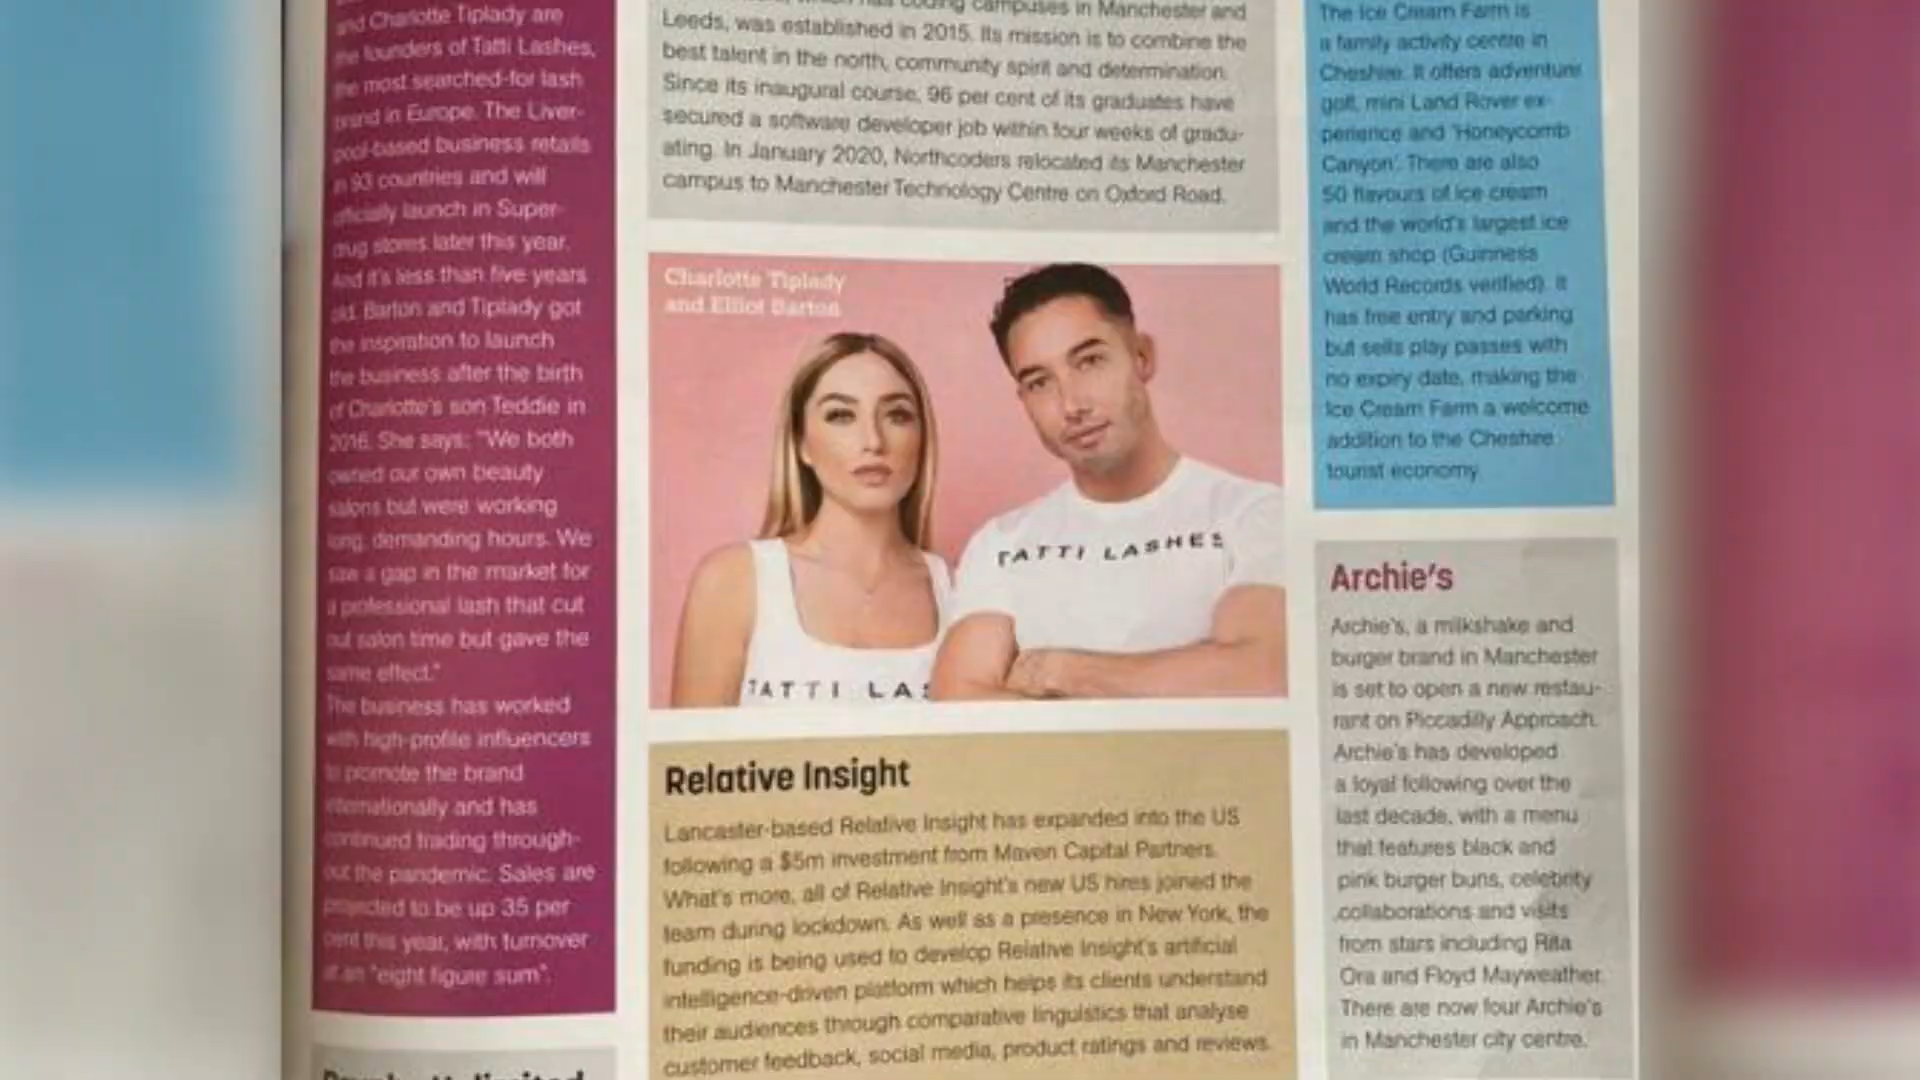 and Charlotte Tiplady are
the founders of Tatti Lashes,
the most searched-for lash
brand in Europe. The Liver-
pool-based business retails
in 93 countries and will
officially launch in Super-
drug stores later this year.
And it's less than five years
old. Barton and Tiplady got
the inspiration to launch
the business after the birth
of Charlotte's son Teddie in
2016. She says: "We both
owned our own beauty
salons but were working
long, demanding hours. We
saw a gap in the market for
a professional lash that cut
out salon time but gave the
same effect."
The business has worked
with high-profile influencers
to promote the brand
internationally and has
continued trading through-
out the pandemic. Sales are
projected to be up 35 per
cent this year, with turnover
at an "eight figure sum".
coding campuses in Manchester and
Leeds, was established in 2015. Its mission is to combine the
best talent in the north, community spirit and determination.
Since its inaugural course, 96 per cent of its graduates have
secured a software developer job within four weeks of gradu-
ating. In January 2020, Northcoders relocated its Manchester
campus to Manchester Technology Centre on Oxford Road.
Charlotte Tiplady
and Elliot Barton
TATTI LASHES
TATTI LAS
Relative Insight
Lancaster-based Relative Insight has expanded into the US
following a $5m investment from Maven Capital Partners.
What's more, all of Relative Insight's new US hires joined the
team during lockdown. As well as a presence in New York, the
funding is being used to develop Relative Insight's artificial
intelligence-driven platform which helps its clients understand
their audiences through comparative linguistics that analyse
customer feedback, social media, product ratings and reviews.
The Ice Cream Farm is
a family activity centre in
Cheshire. It offers adventure
golf, mini Land Rover ex-
perience and 'Honeycomb
Canyon'. There are also
50 flavours of ice cream
and the world's largest ice
cream shop (Guinness
World Records verified). It
has free entry and parking
but sells play passes with
no expiry date, making the
Ice Cream Farm a welcome
addition to the Cheshire
tourist economy.
Archie's
Archie's, a milkshake and
burger brand in Manchester
is set to open a new restau-
rant on Piccadilly Approach.
Archie's has developed
a loyal following over the
last decade, with a menu
that features black and
pink burger buns, celebrity
collaborations and visits
from stars including Rita
Ora and Floyd Mayweather.
There are now four Archie's
in Manchester city centre.